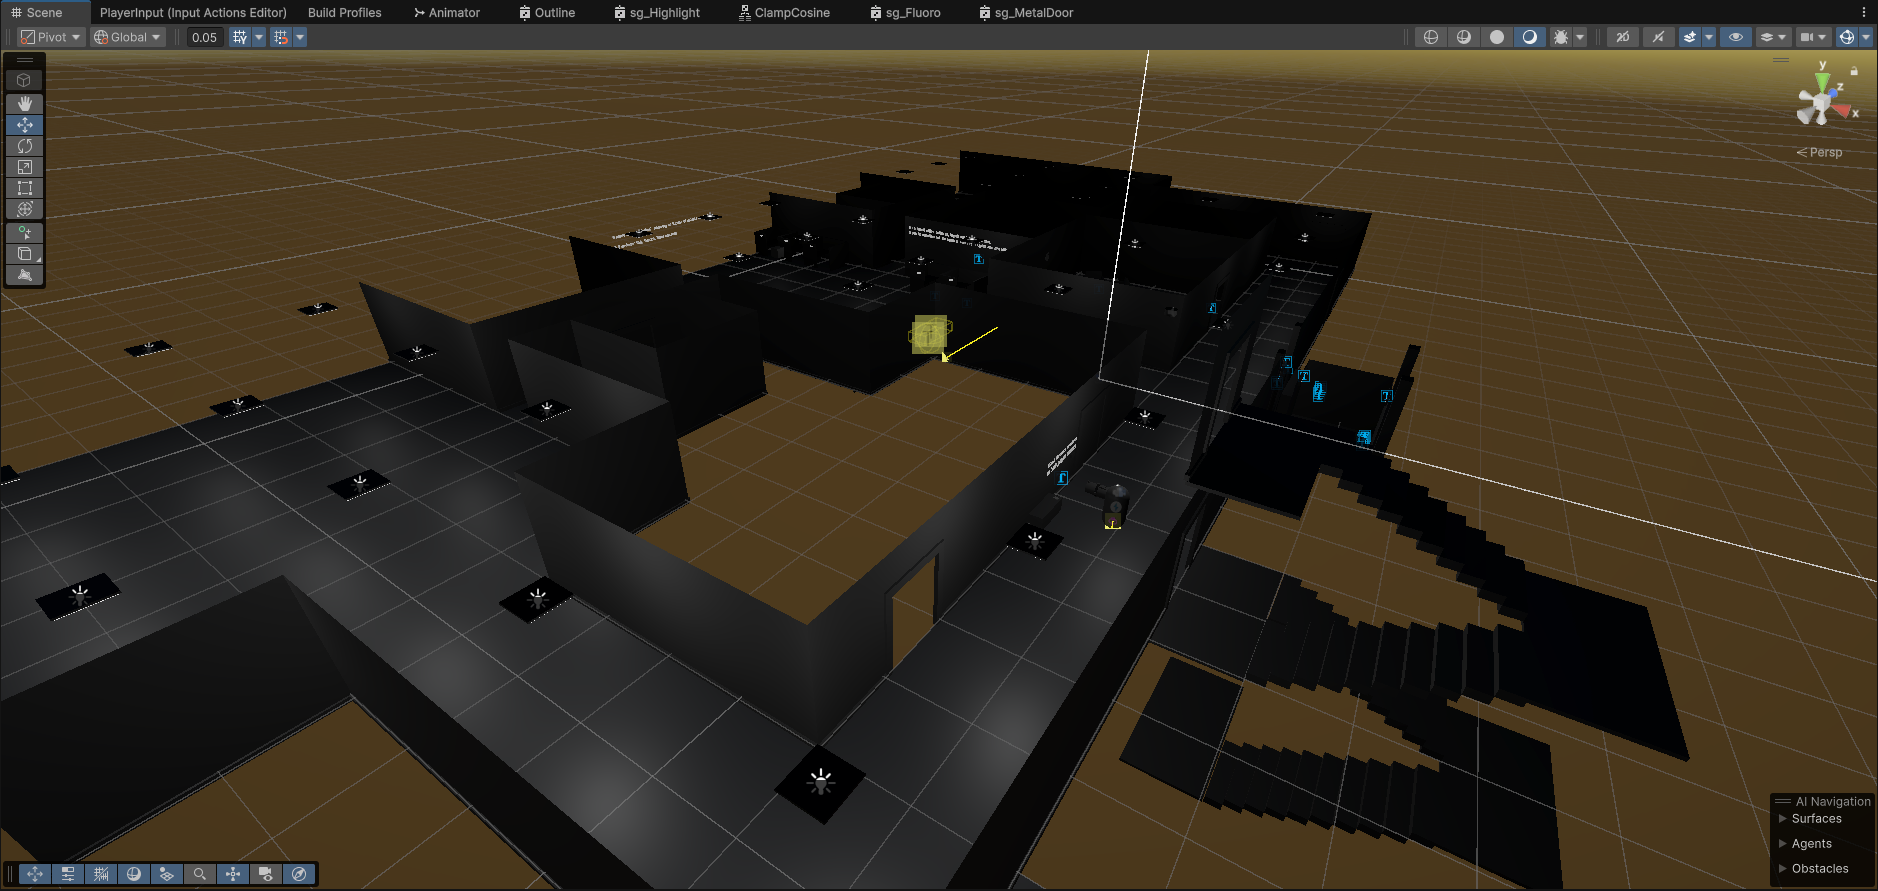 Scene
PlayerInput (Input Actions Editor)
Build Profiles
Animator
Outline
sg_Highlight
ClampCosine
sg_Fluoro
sg_MetalDoor
Pivot
Global
0.05
2D
y
z
x
Persp
AI Navigation
Surfaces
Agents
Obstacles